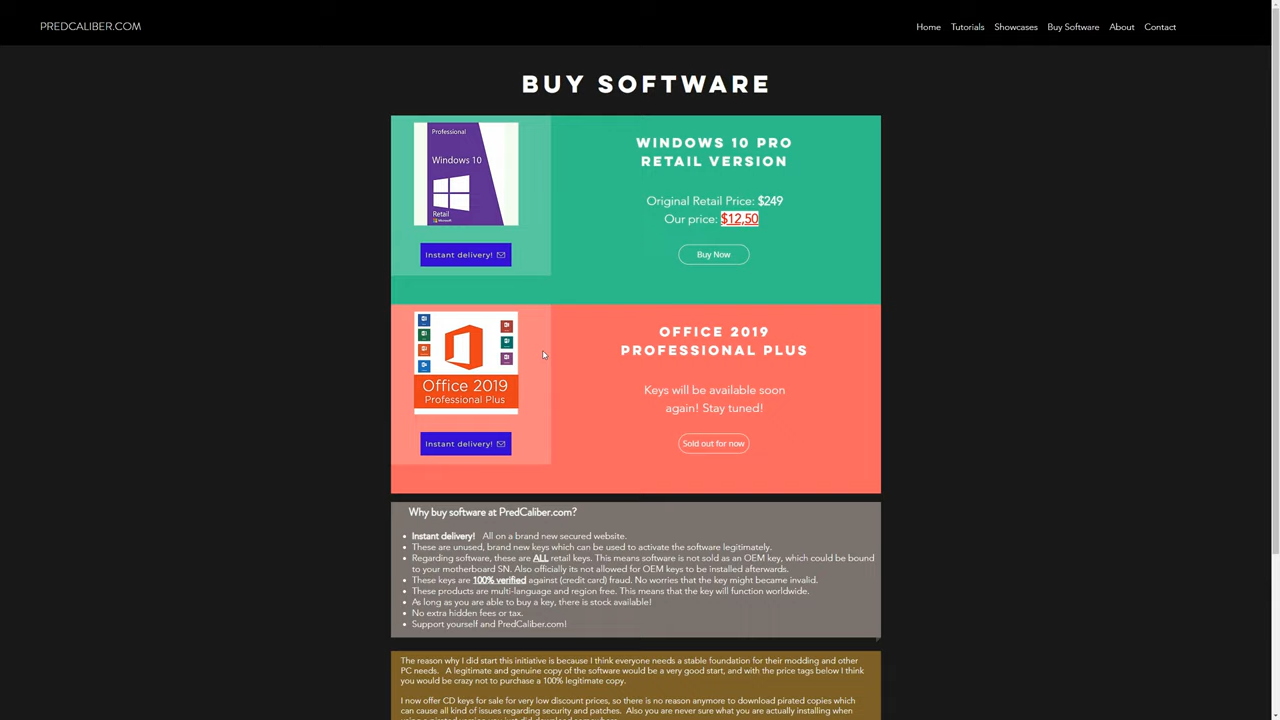 PREDCALIBER.COM
Home Tutorials Showcases Buy Software About Contact
BUY SOFTWARE
Professional
Windows 10
Retail
Microsoft
Instant delivery!
WINDOWS 10 PRO
RETAIL VERSION
Original Retail Price: $249
Our price: $12,50
Buy Now
Office 2019
Professional Plus
Instant delivery!
OFFICE 2019
PROFESSIONAL PLUS
Keys will be available soon
again! Stay tuned!
Sold out for now
Why buy software at PredCaliber.com?
Instant delivery! All on a brand new secured website.
These are unused, brand new keys which can be used to activate the software legitimately.
Regarding software, these are ALL retail keys. This means software is not sold as an OEM key, which could be bound
to your motherboard SN. Also officially its not allowed for OEM keys to be installed afterwards.
These keys are 100% verified against (credit card) fraud. No worries that the key might became invalid.
These products are multi-language and region free. This means that the key will function worldwide.
As long as you are able to buy a key, there is stock available!
No extra hidden fees or tax.
Support yourself and PredCaliber.com!
The reason why I did start this initiative is because I think everyone needs a stable foundation for their modding and other
PC needs. A legitimate and genuine copy of the software would be a very good start, and with the price tags below I think
you would be crazy not to purchase a 100% legitimate copy.
I now offer CD keys for sale for very low discount prices, so there is no reason anymore to download pirated copies which
can cause all kind of issues regarding security and patches. Also you are never sure what you are actually installing when